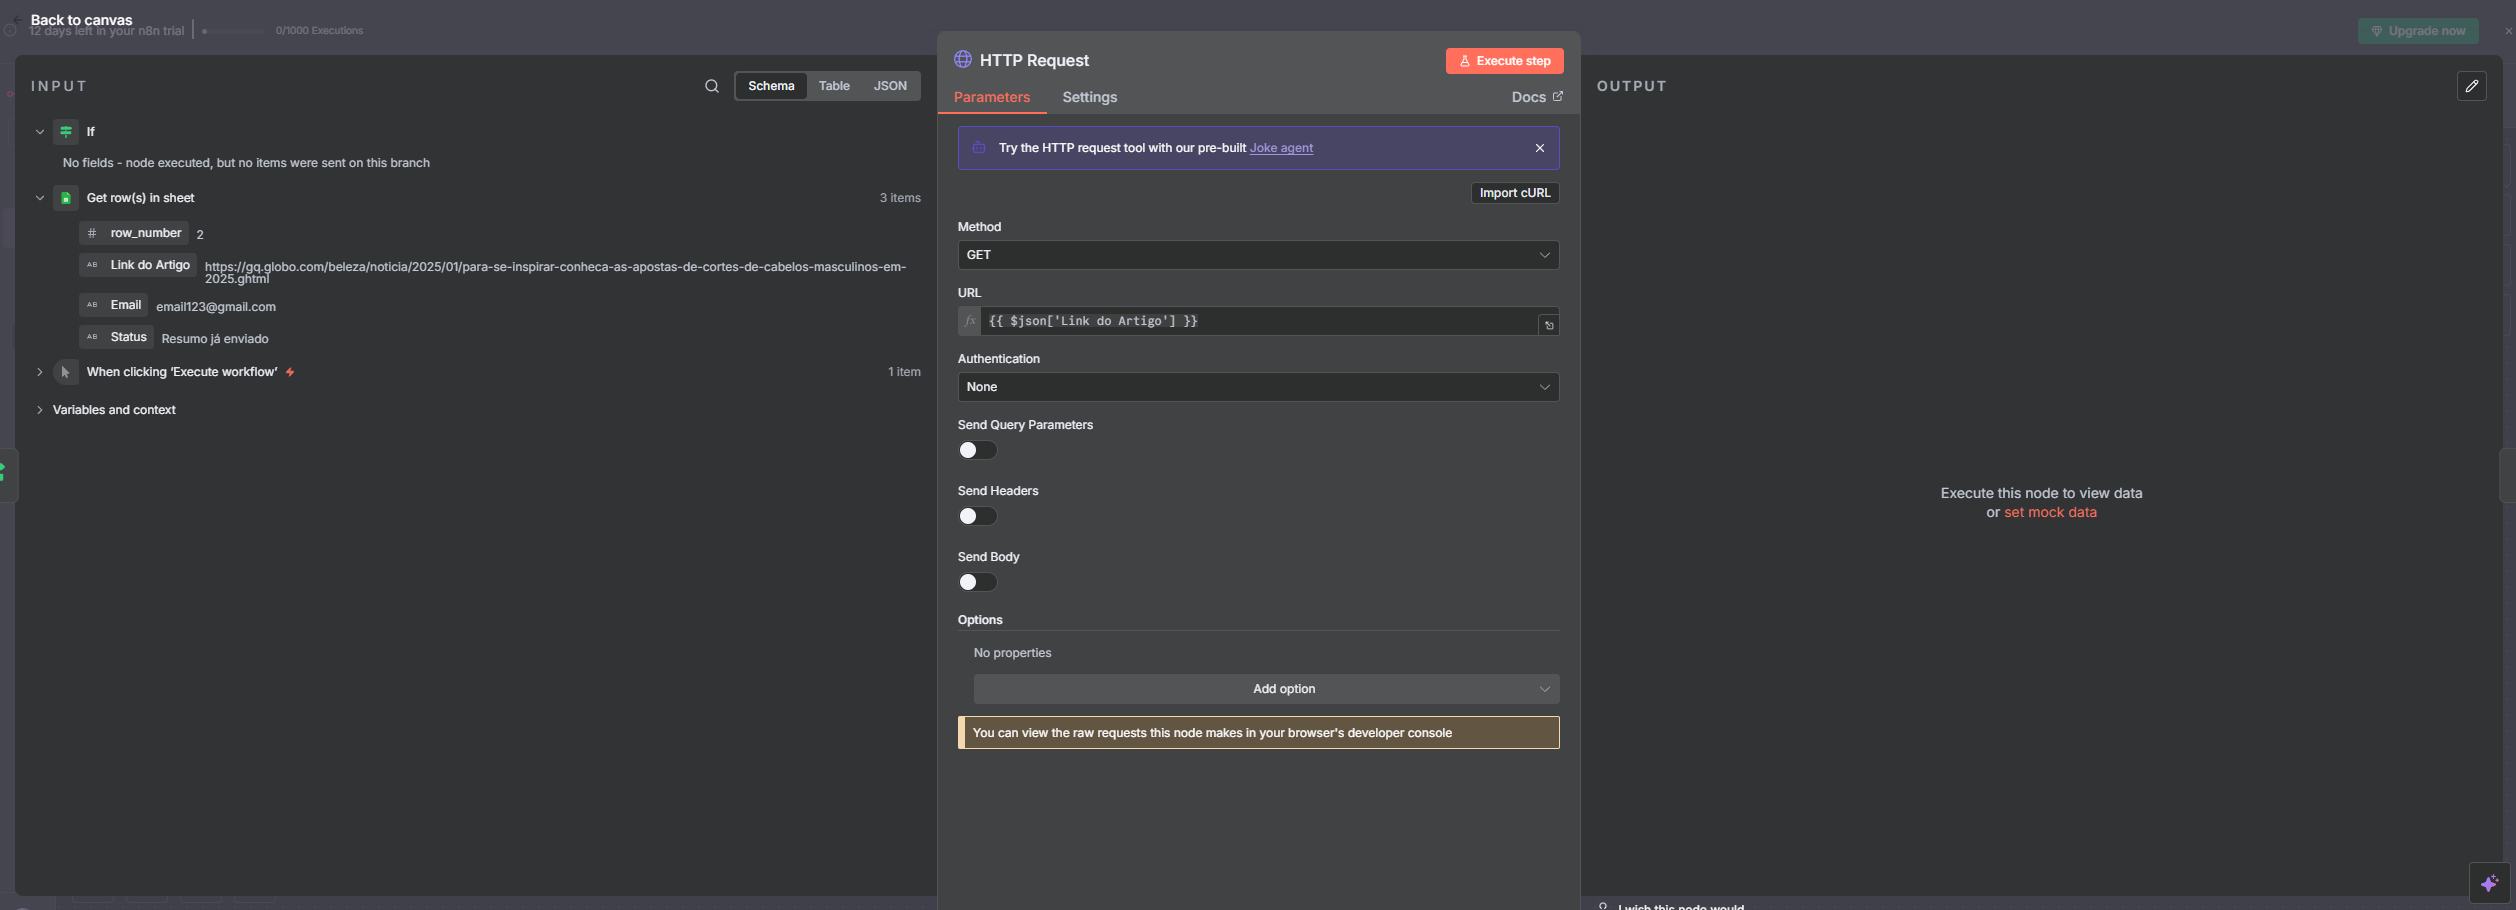 Back to canvas
12 days left in your n8n trial
0/1000 Executions
Upgrade now
INPUT
Schema
Table
JSON
If
No fields - node executed, but no items were sent on this branch
Get row(s) in sheet
3 items
# row_number 2
AB Link do Artigo https://gq.globo.com/beleza/noticia/2025/01/para-se-inspirar-conheca-as-apostas-de-cortes-de-cabelos-masculinos-em-
2025.ghtml
AB Email email123@gmail.com
AB Status Resumo já enviado
When clicking ‘Execute workflow’
1 item
Variables and context
HTTP Request
Execute step
Parameters
Settings
Docs
Try the HTTP request tool with our pre-built Joke agent
Import cURL
Method
GET
URL
fx {{ $json['Link do Artigo'] }}
Authentication
None
Send Query Parameters
Send Headers
Send Body
Options
No properties
Add option
You can view the raw requests this node makes in your browser's developer console
OUTPUT
Execute this node to view data
or set mock data
I wish this node would